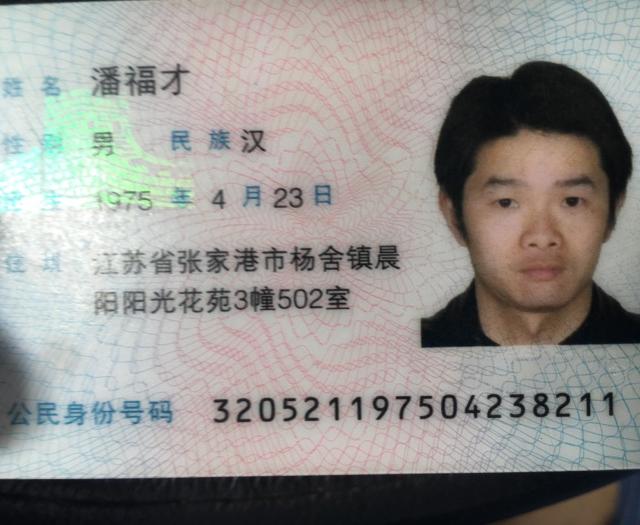 姓名 潘福才
性别 男 民族 汉
出生 1975 年 4 月 23 日
住址 江苏省张家港市杨舍镇晨
阳阳光花苑3幢502室
公民身份号码 320521197504238211